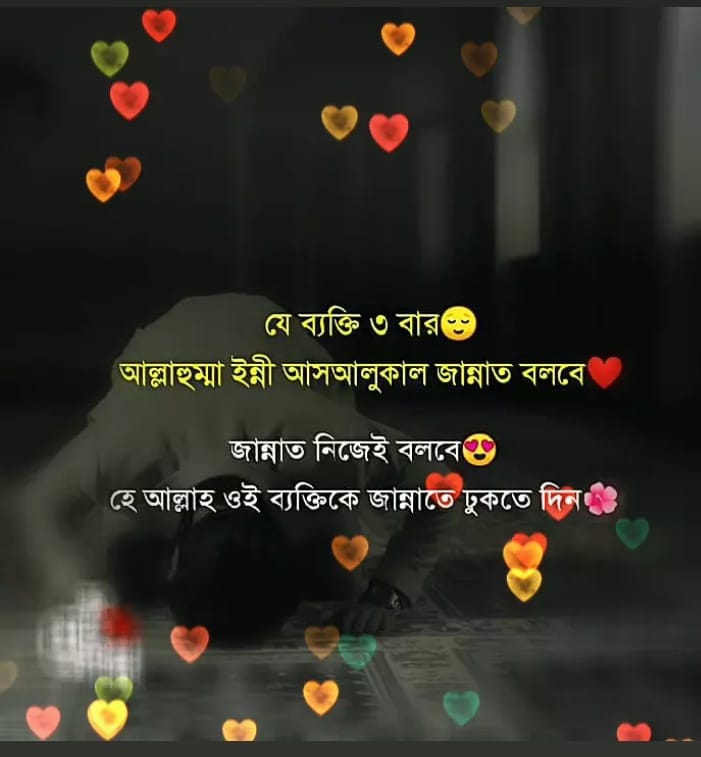 যে ব্যক্তি ৩ বার😌
আল্লাহুম্মা ইন্নী আসআলুকাল জান্নাত বলবে❤️
জান্নাত নিজেই বলবে😍
হে আল্লাহ ওই ব্যক্তিকে জান্নাতে ঢুকতে দিন🌸